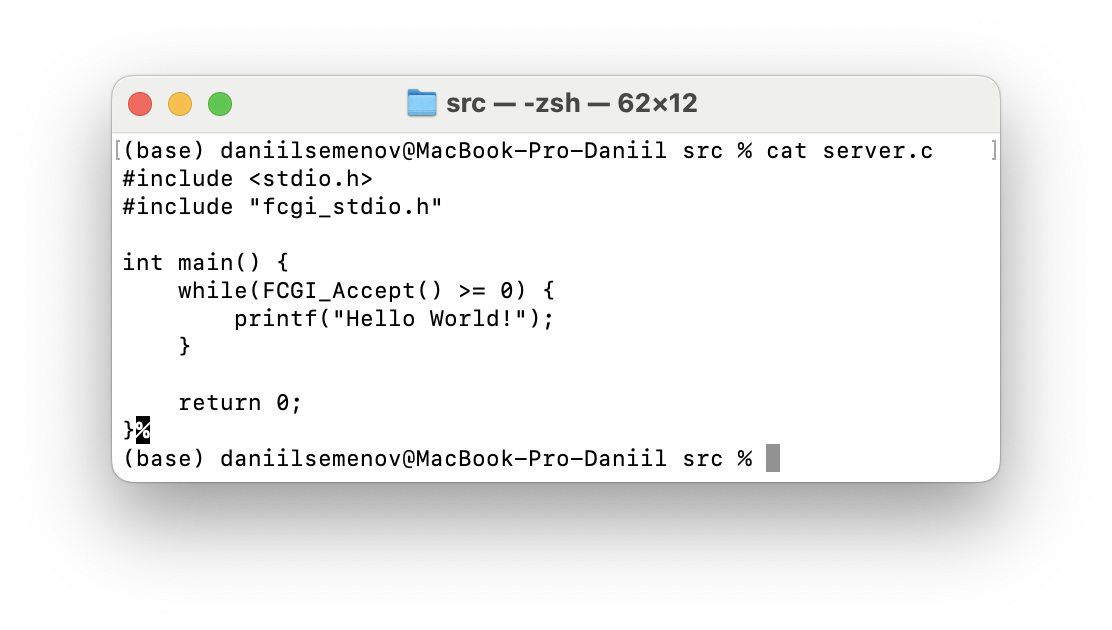 src — -zsh — 62×12
[(base) daniilsemenov@MacBook-Pro-Daniil src % cat server.c ]
#include <stdio.h>
#include "fcgi_stdio.h"

int main() {
    while(FCGI_Accept() >= 0) {
        printf("Hello World!");
    }

    return 0;
}%
(base) daniilsemenov@MacBook-Pro-Daniil src %